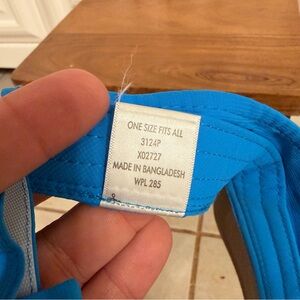 ONE SIZE FITS ALL
3124P
X02727
MADE IN BANGLADESH
WPL 285